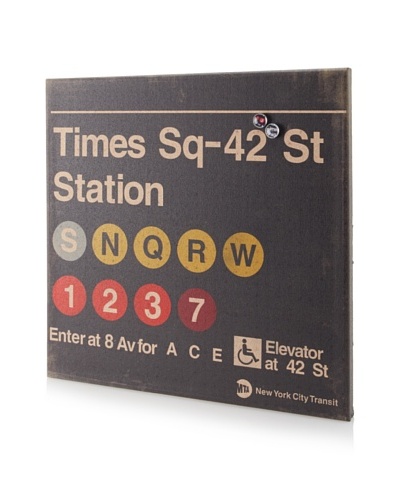 Times Sq-42 St
Station
S N Q R W
1 2 3 7
Enter at 8 Av for A C E
Elevator
at 42 St
MTA New York City Transit